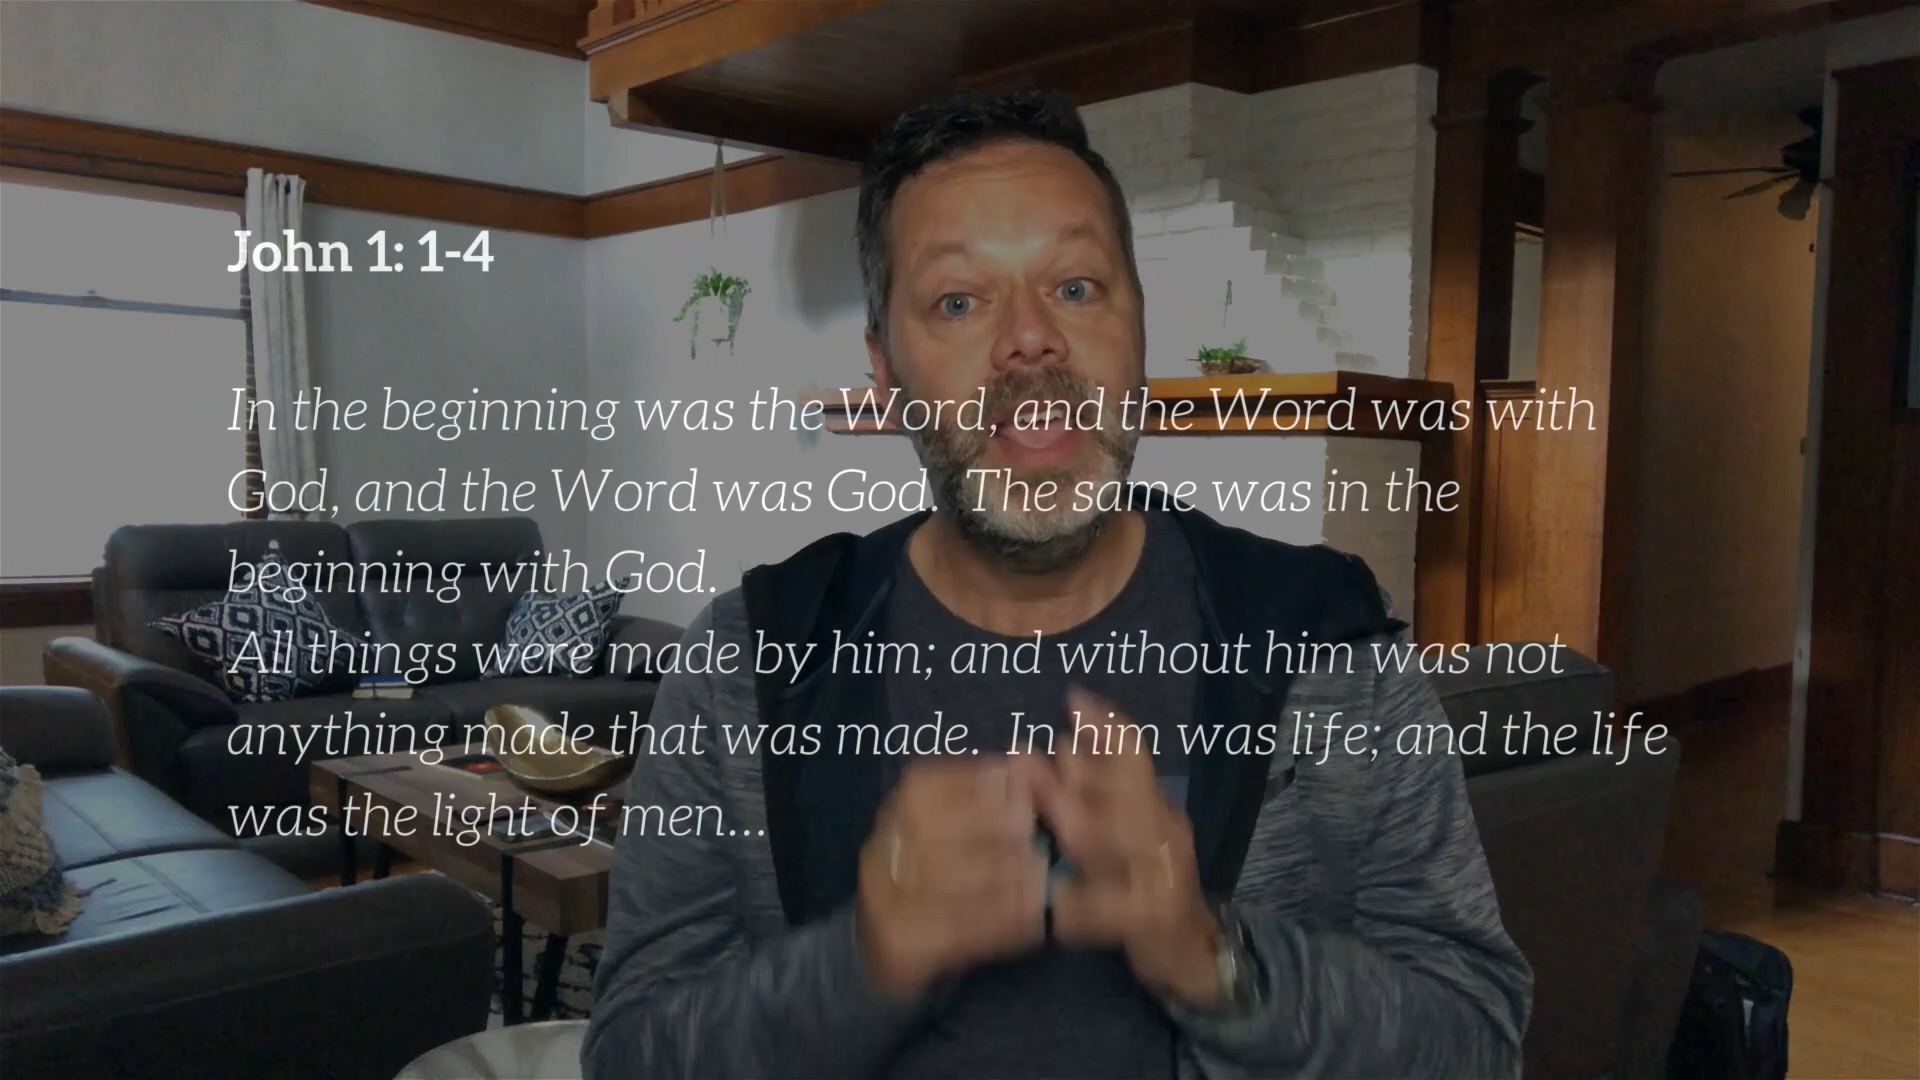 John 1: 1-4
In the beginning was the Word, and the Word was with
God, and the Word was God. The same was in the
beginning with God.
All things were made by him; and without him was not
anything made that was made. In him was life; and the life
was the light of men...